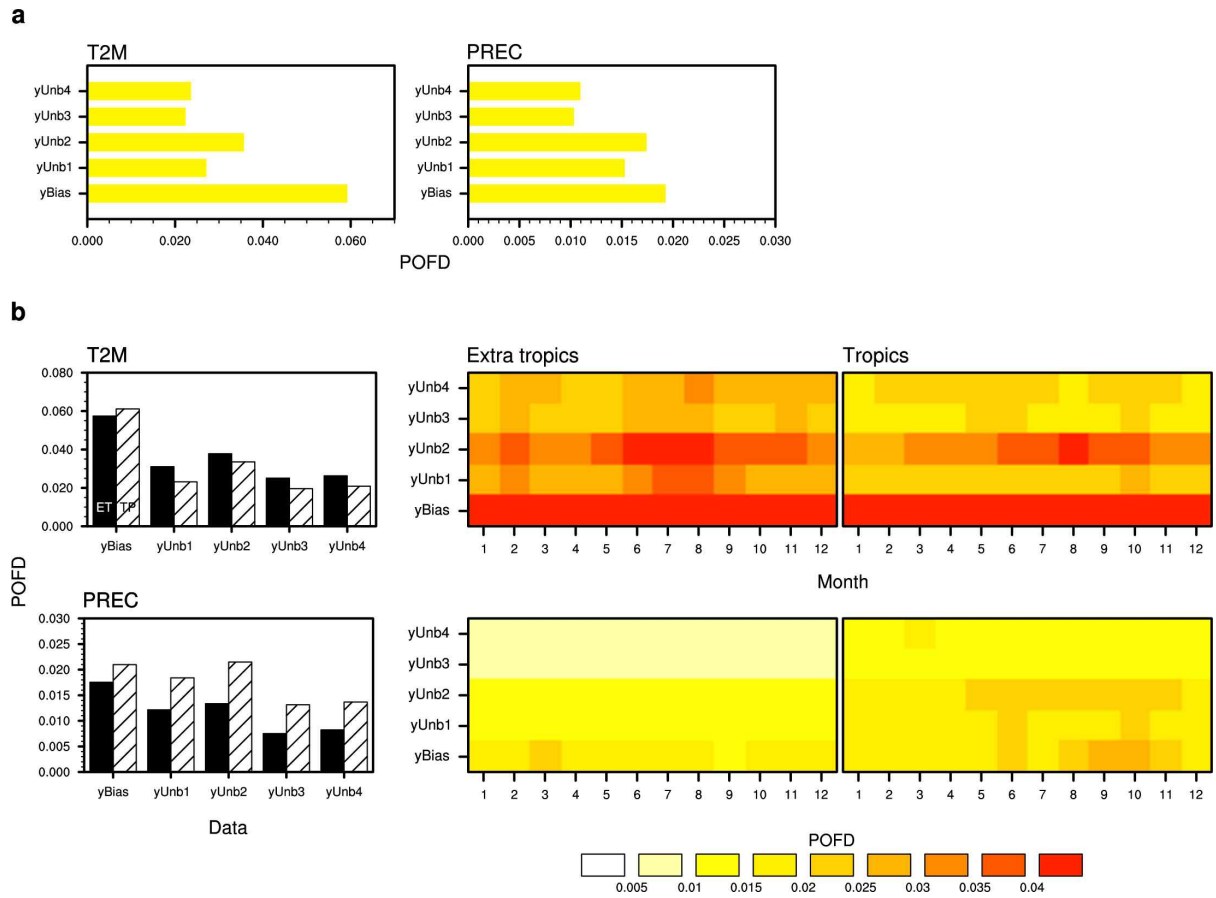 a
T2M
PREC
yUnb4
yUnb3
yUnb2
yUnb1
yBias
0.000 0.020 0.040 0.060
yUnb4
yUnb3
yUnb2
yUnb1
yBias
0.000 0.005 0.010 0.015 0.020 0.025 0.030
POFD
b
T2M
0.080
0.060
0.040
0.020
0.000
ET TP
yBias yUnb1 yUnb2 yUnb3 yUnb4
Extra tropics
Tropics
yUnb4
yUnb3
yUnb2
yUnb1
yBias
1 2 3 4 5 6 7 8 9 10 11 12
1 2 3 4 5 6 7 8 9 10 11 12
Month
POFD
PREC
0.030
0.025
0.020
0.015
0.010
0.005
0.000
yBias yUnb1 yUnb2 yUnb3 yUnb4
Data
yUnb4
yUnb3
yUnb2
yUnb1
yBias
1 2 3 4 5 6 7 8 9 10 11 12
1 2 3 4 5 6 7 8 9 10 11 12
POFD
0.005 0.01 0.015 0.02 0.025 0.03 0.035 0.04